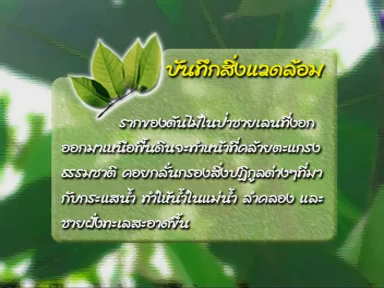 บันทึกสิ่งแวดล้อม
รากของต้นไม้ในป่าชายเลนที่งอก
ออกมาเหนือพื้นดินจะทำหน้าที่คล้ายตะแกรง
ธรรมชาติ คอยกลั่นกรองสิ่งปฏิกูลต่างๆที่มา
กับกระแสน้ำ ทำให้น้ำในแม่น้ำ ลำคลอง และ
ชายฝั่งทะเลสะอาดขึ้น